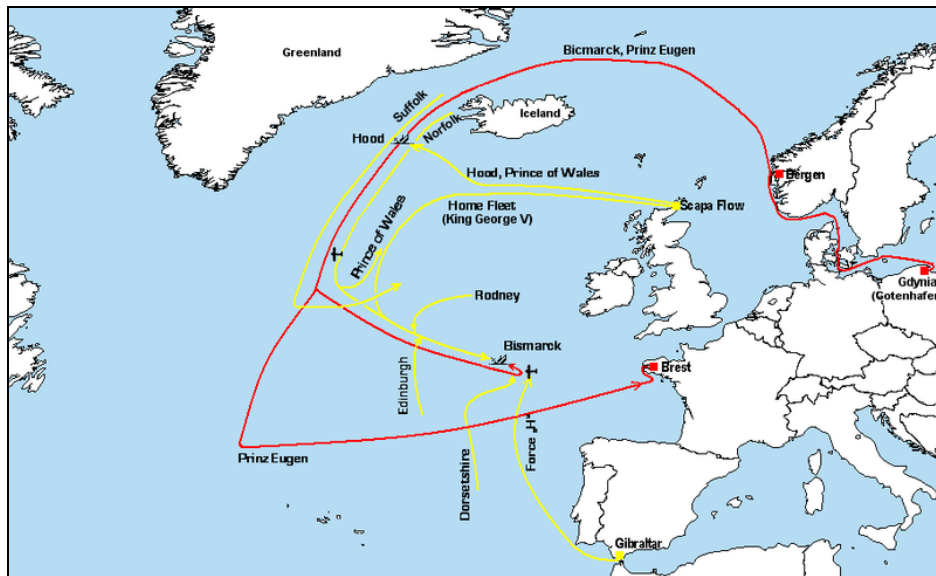 Greenland
Bicmarck, Prinz Eugen
Suffolk
Iceland
Norfolk
Hood
Bergen
Hood, Prince of Wales
Scapa Flow
Home Fleet
(King George V)
Prince of Wales
Gdynia
(Gotenhafen)
Rodney
Bismarck
Brest
Edinburgh
Force „H“
Prinz Eugen
Dorsetshire
Gibraltar